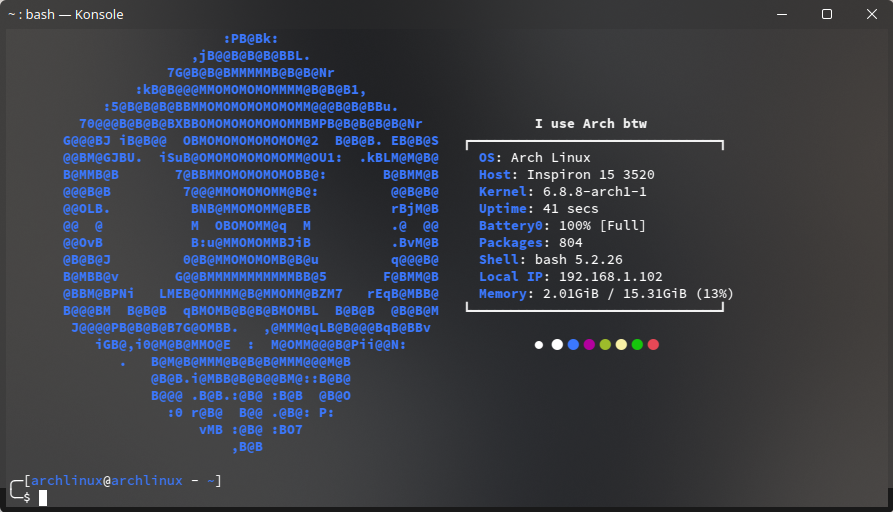 ~ : bash — Konsole
:PB@Bk:
,jB@@B@B@B@BBL.
7G@B@B@BMMMMMB@B@B@Nr
:kB@B@@@MMOMOMOMOMMMM@B@B@B1,
:5@B@B@B@BBMMOMOMOMOMOMOMM@@@B@B@BBu.
70@@@B@B@B@BXBBOMOMOMOMOMOMMBMPB@B@B@B@B@Nr
G@@@BJ iB@B@@  OBMOMOMOMOMOMOM@2  B@B@B. EB@B@S
@@BM@GJBU.  iSuB@OMOMOMOMOMOMM@OU1:  .kBLM@M@B@
B@MMB@B       7@BBMMOMOMOMOBB@:       B@BMM@B
@@@B@B         7@@@MMOMOMM@B@:         @@B@B@
@@OLB.          BNB@MMOMOMM@BEB          rBjM@B
@@  @           M  OBOMOMM@q  M          .@  @@
@@OvB           B:u@MMOMOMMBJiB          .BvM@B
@B@B@J         0@B@MMOMOMB@B@u         q@@@B@
B@MBB@v       G@@BMMMMMMMMMMMBB@5       F@BMM@B
@BBM@BPNi   LMEB@OMMMM@B@MMOMM@BZM7   rEqB@MBB@
B@@@BM  B@B@B  qBMOMB@B@B@BMOMBL  B@B@B  @B@B@M
J@@@@PB@B@B@B7G@OMBB.   ,@MMM@qLB@B@@@BqB@BBv
iGB@,i0@M@B@MMO@E  :  M@OMM@@@B@Pii@@N:
.   B@M@B@MMM@B@B@B@MMM@@@M@B
@B@B.i@MBB@B@B@@BM@::B@B@
B@@@ .B@B.:@B@ :B@B  @B@O
:0 r@B@  B@@ .@B@: P:
vMB :@B@ :BO7
,B@B
I use Arch btw
OS: Arch Linux
Host: Inspiron 15 3520
Kernel: 6.8.8-arch1-1
Uptime: 41 secs
Battery0: 100% [Full]
Packages: 804
Shell: bash 5.2.26
Local IP: 192.168.1.102
Memory: 2.01GiB / 15.31GiB (13%)
╭─[archlinux@archlinux - ~]
╰─$